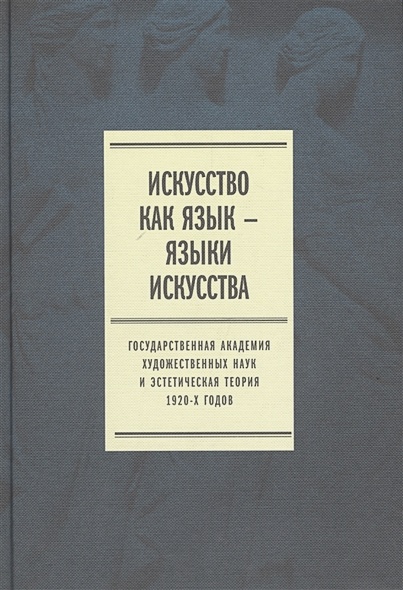 ИСКУССТВО
КАК ЯЗЫК –
ЯЗЫКИ
ИСКУССТВА
ГОСУДАРСТВЕННАЯ АКАДЕМИЯ
ХУДОЖЕСТВЕННЫХ НАУК
И ЭСТЕТИЧЕСКАЯ ТЕОРИЯ
1920-Х ГОДОВ